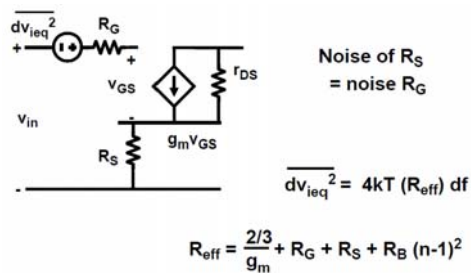 dv_ieq² R_G
+ - + +
v_GS r_DS
v_in -
R_S g_m v_GS
-
Noise of R_S
= noise R_G
dv_ieq² = 4kT (R_eff) df
R_eff = 2/3 / g_m + R_G + R_S + R_B (n-1)²